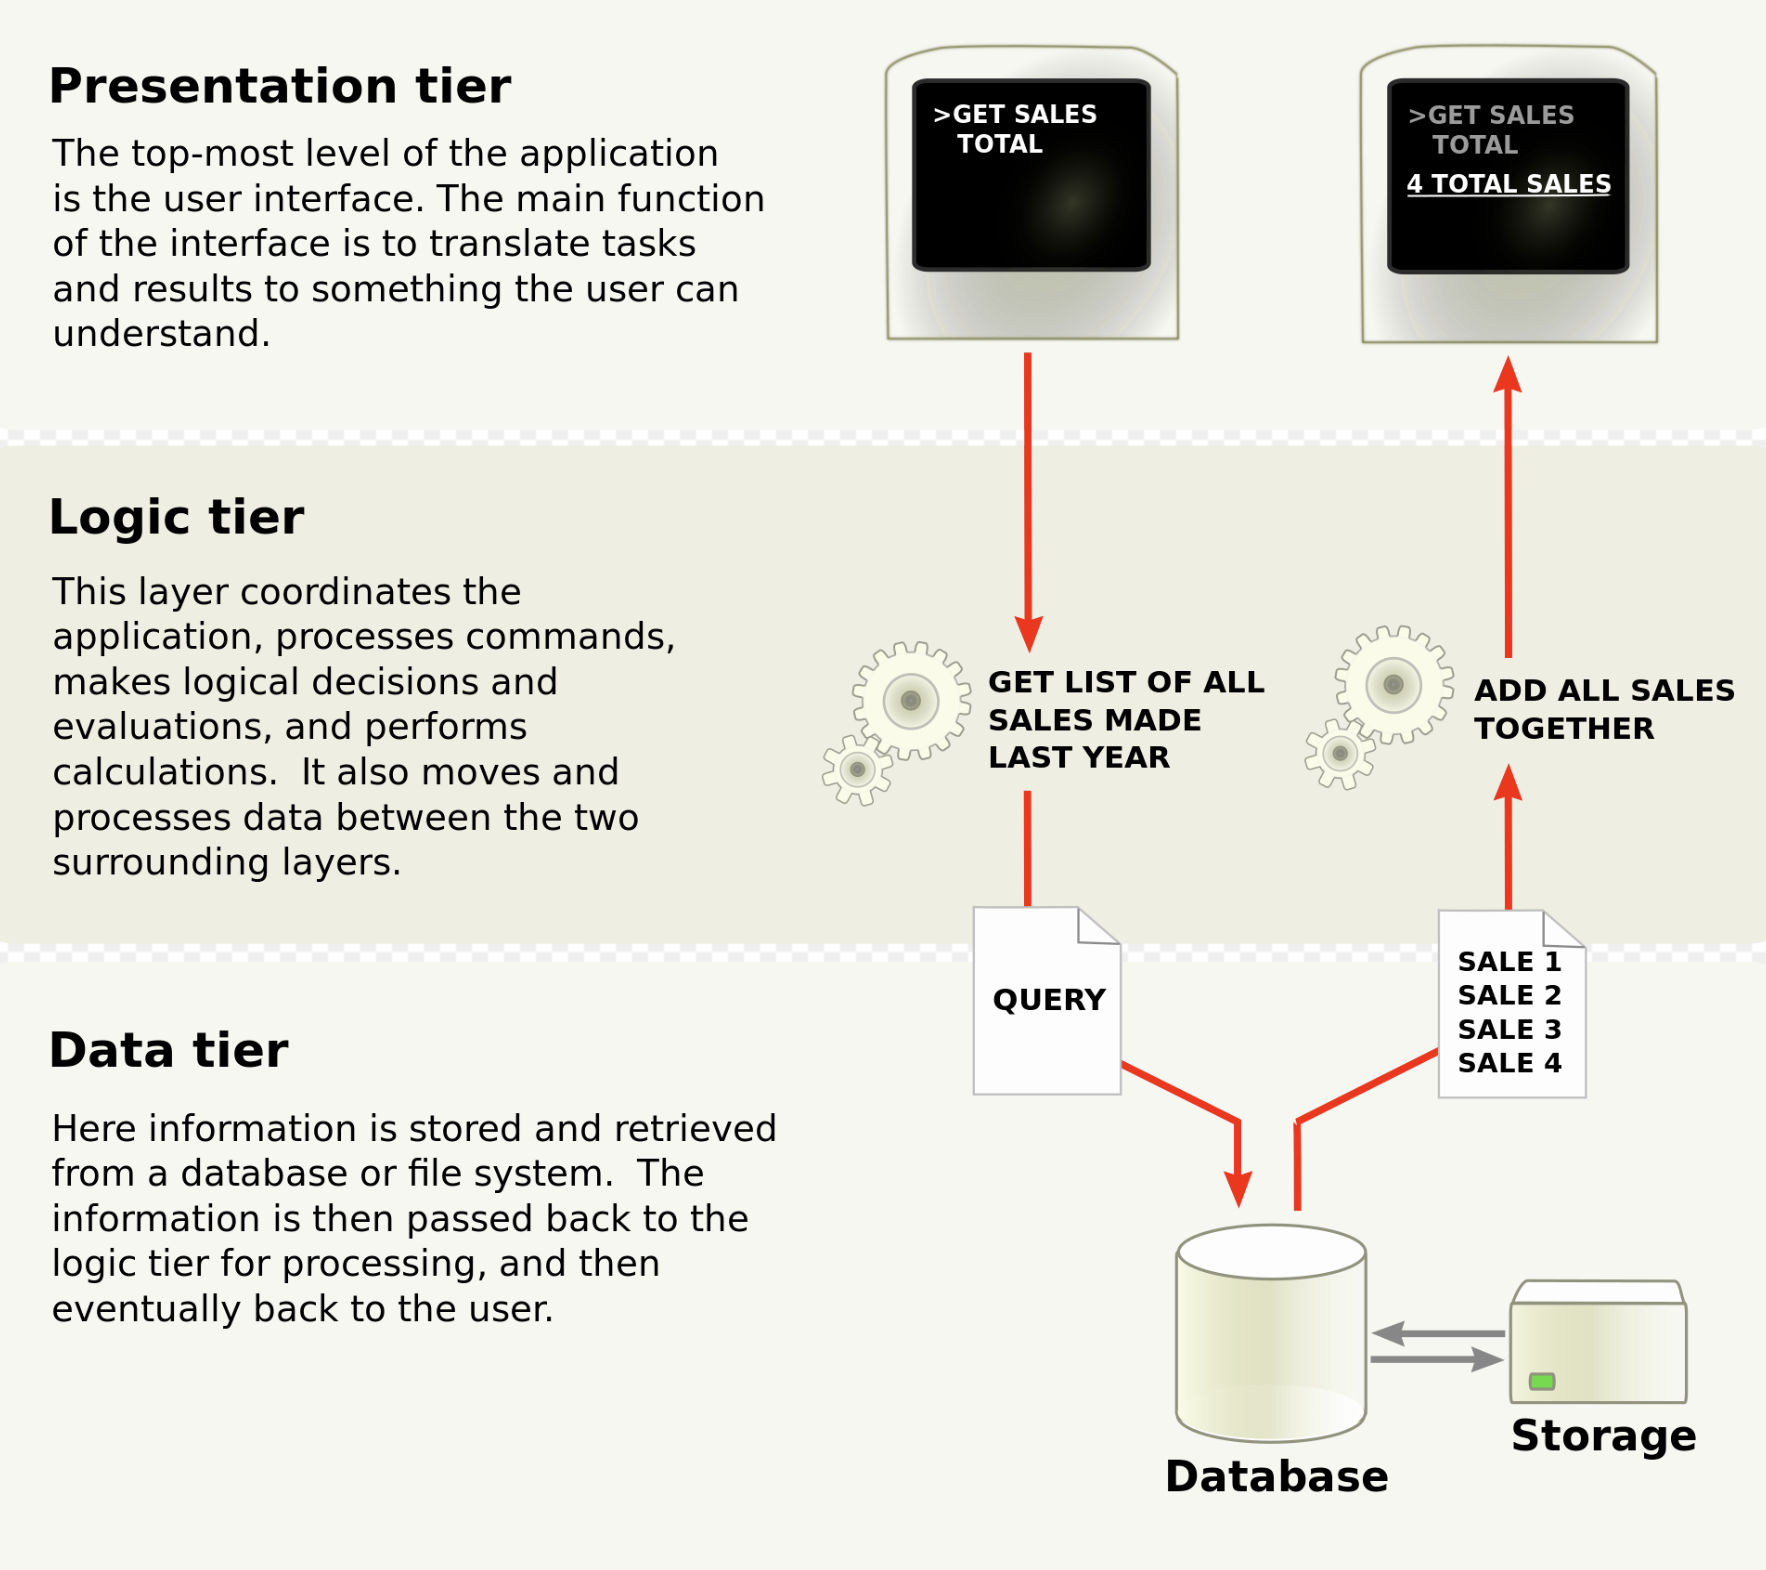 Presentation tier
The top-most level of the application
is the user interface. The main function
of the interface is to translate tasks
and results to something the user can
understand.
>GET SALES
TOTAL
>GET SALES
TOTAL
4 TOTAL SALES
Logic tier
This layer coordinates the
application, processes commands,
makes logical decisions and
evaluations, and performs
calculations.  It also moves and
processes data between the two
surrounding layers.
GET LIST OF ALL
SALES MADE
LAST YEAR
ADD ALL SALES
TOGETHER
Data tier
Here information is stored and retrieved
from a database or file system.  The
information is then passed back to the
logic tier for processing, and then
eventually back to the user.
QUERY
SALE 1
SALE 2
SALE 3
SALE 4
Database
Storage